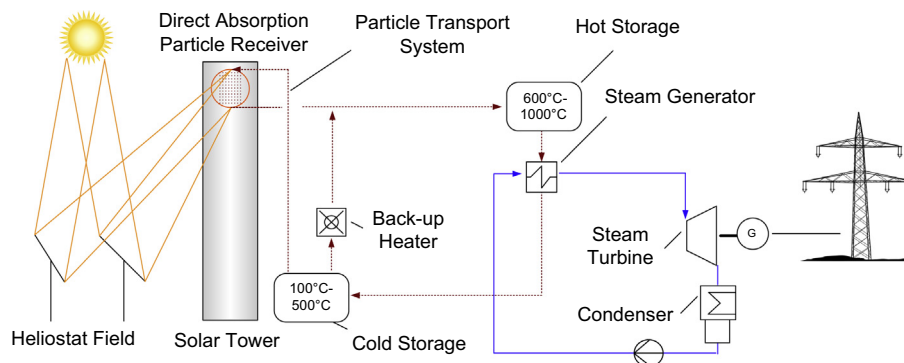 Direct Absorption
Particle Receiver
Particle Transport
System
Hot Storage
600°C-
1000°C
Steam Generator
Back-up
Heater
Steam
Turbine
G
100°C-
500°C
Condenser
Heliostat Field
Solar Tower
Cold Storage